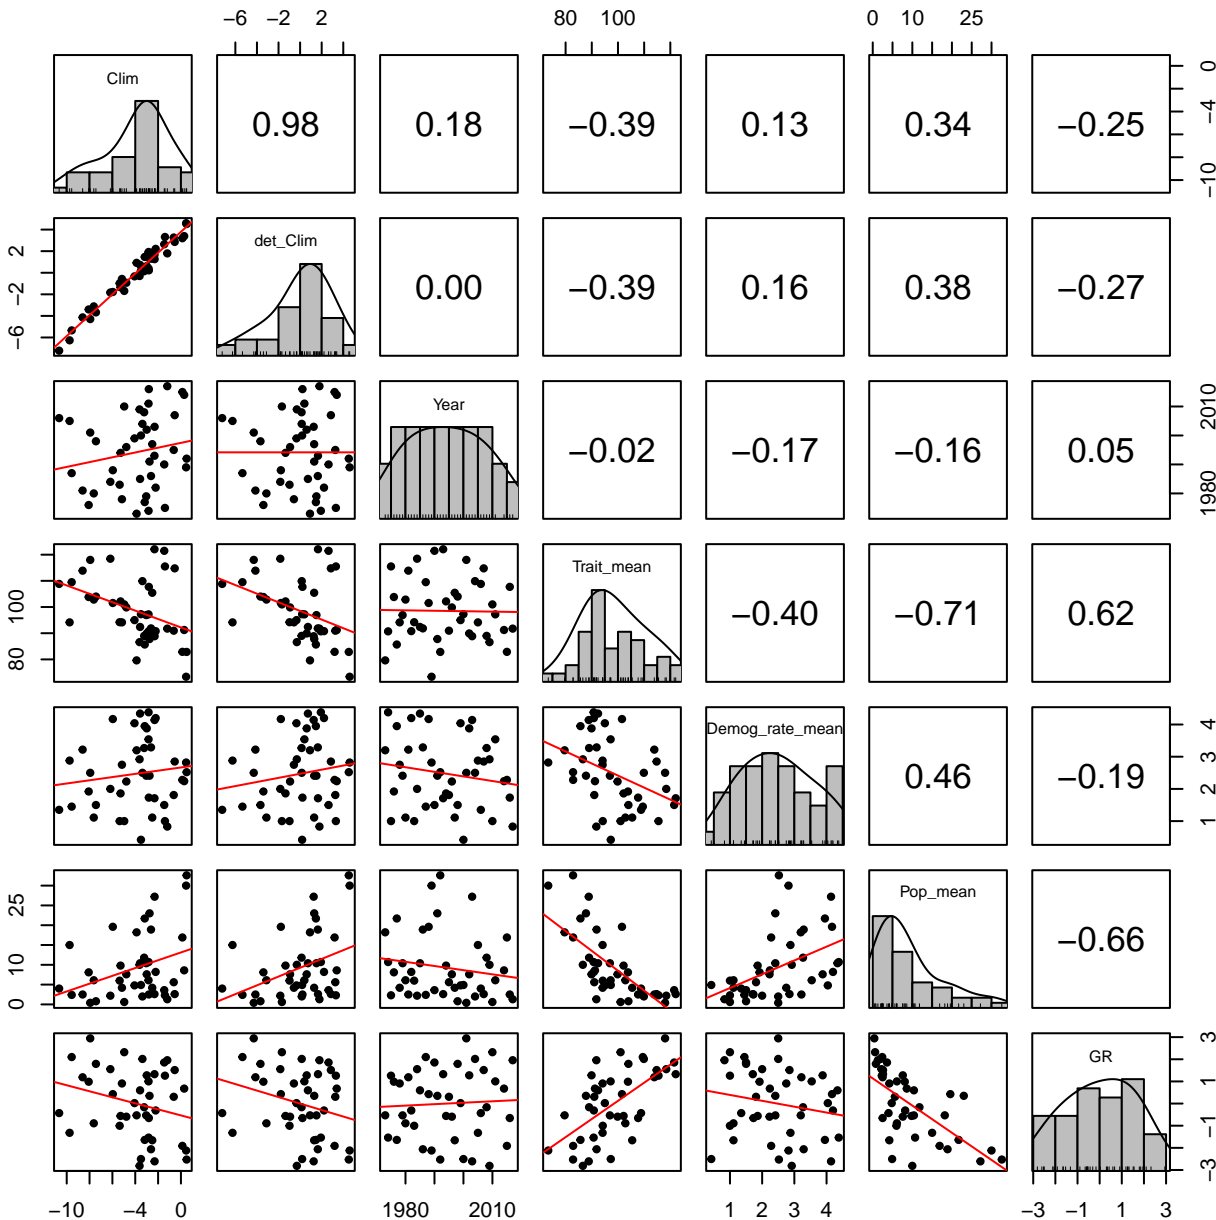 −6 −2 2 80 100 0 10 25
Clim 0.98 0.18 −0.39 0.13 0.34 −0.25 −10 −4 0
−6 −2 2 det_Clim 0.00 −0.39 0.16 0.38 −0.27
Year −0.02 −0.17 −0.16 0.05 1980 2010
80 100 Trait_mean −0.40 −0.71 0.62
Demog_rate_mean 0.46 −0.19 1 2 3 4
0 10 25 Pop_mean −0.66
GR −3 −1 1 3
−10 −4 0 1980 2010 1 2 3 4 −3 −1 1 3